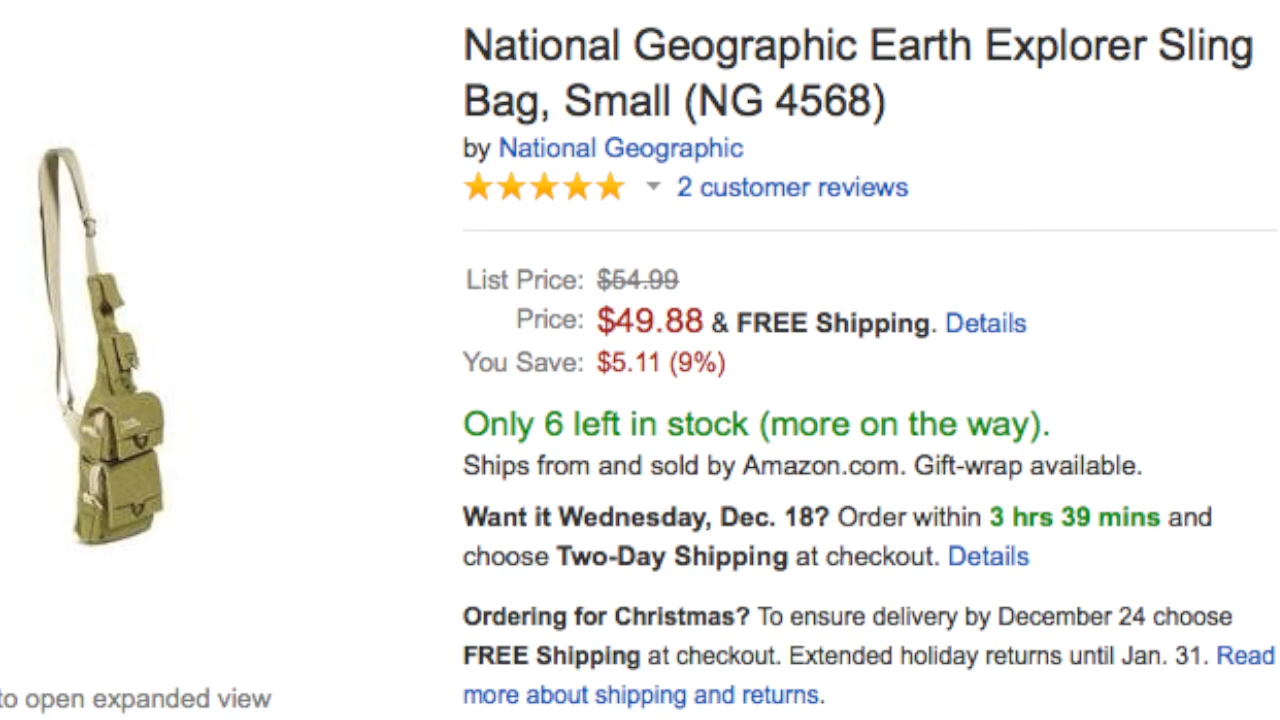 National Geographic Earth Explorer Sling
Bag, Small (NG 4568)
by National Geographic
2 customer reviews
List Price: $54.99
Price: $49.88 & FREE Shipping. Details
You Save: $5.11 (9%)
Only 6 left in stock (more on the way).
Ships from and sold by Amazon.com. Gift-wrap available.
Want it Wednesday, Dec. 18? Order within 3 hrs 39 mins and
choose Two-Day Shipping at checkout. Details
Ordering for Christmas? To ensure delivery by December 24 choose
FREE Shipping at checkout. Extended holiday returns until Jan. 31. Read
more about shipping and returns.
to open expanded view